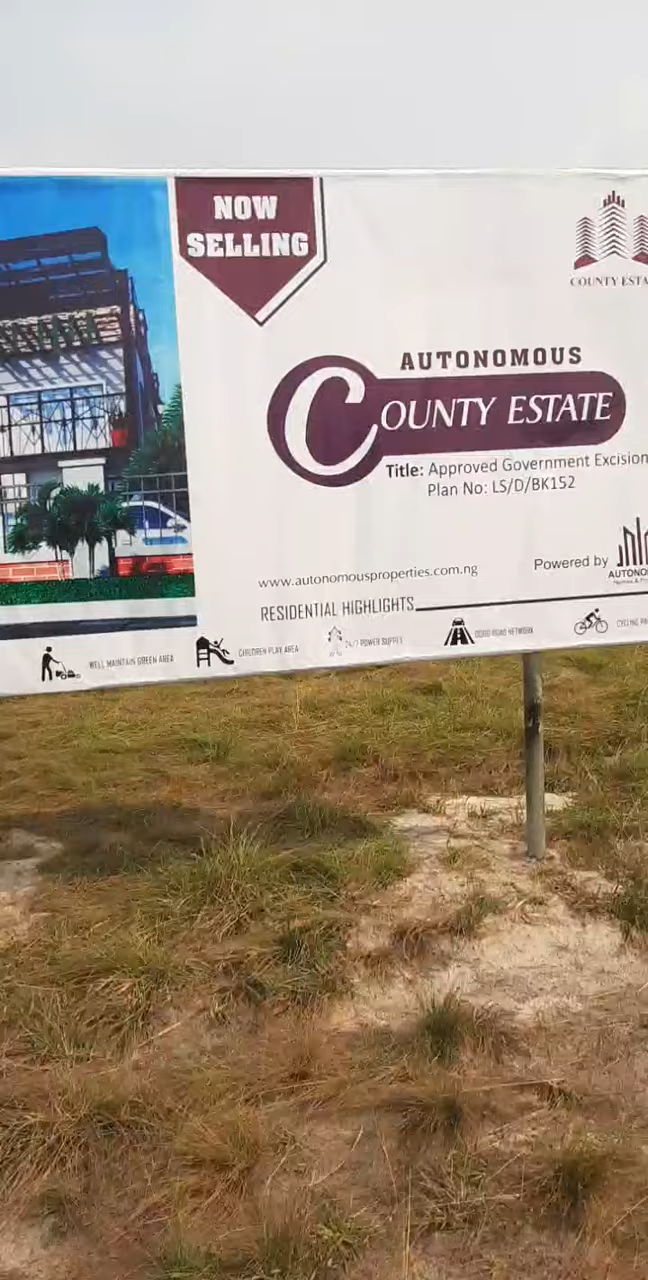 NOW
SELLING
COUNTY ESTA
AUTONOMOUS
COUNTY ESTATE
Title: Approved Government Excision
Plan No: LS/D/BK152
www.autonomousproperties.com.ng
Powered by
AUTONO
RESIDENTIAL HIGHLIGHTS
WELL MAINTAIN GREEN AREA
CHILDREN PLAY AREA
24/7 POWER SUPPLY
GOOD ROAD NETWORK
CYCLING PA